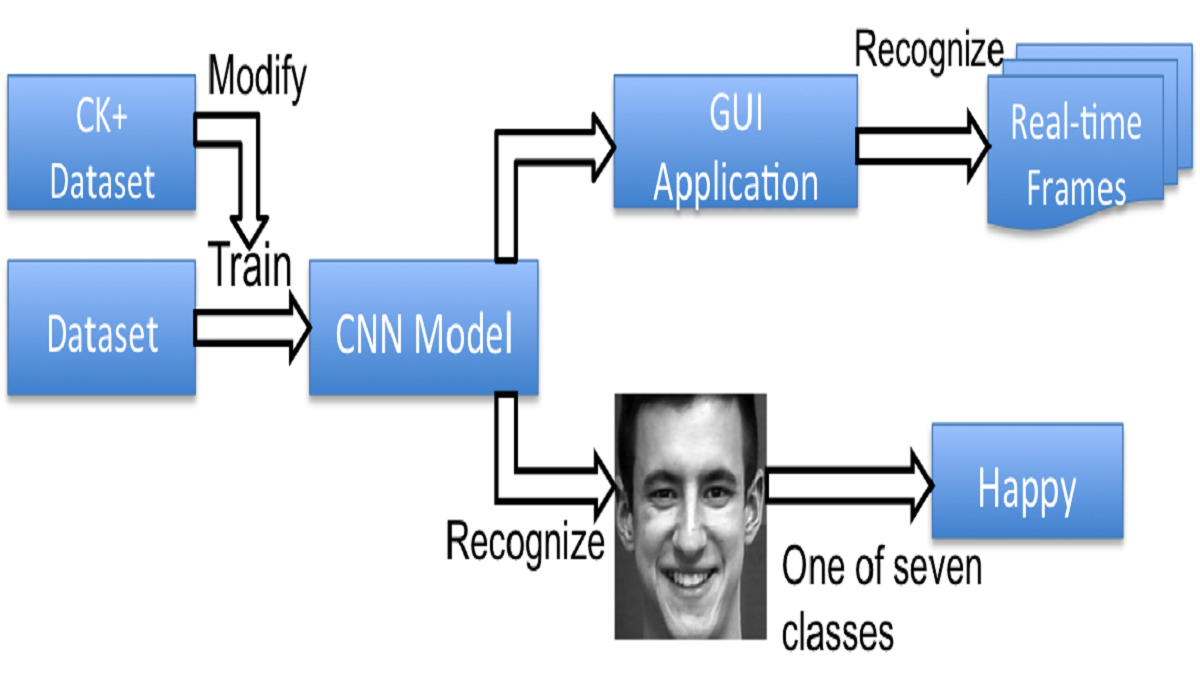 CK+
Dataset
Modify
Train
Dataset
CNN Model
GUI
Application
Recognize
Real-time
Frames
Recognize
One of seven
classes
Happy